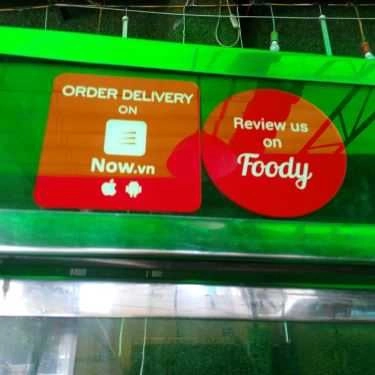 ORDER DELIVERY
ON
Now.vn
Review us
on
Foody